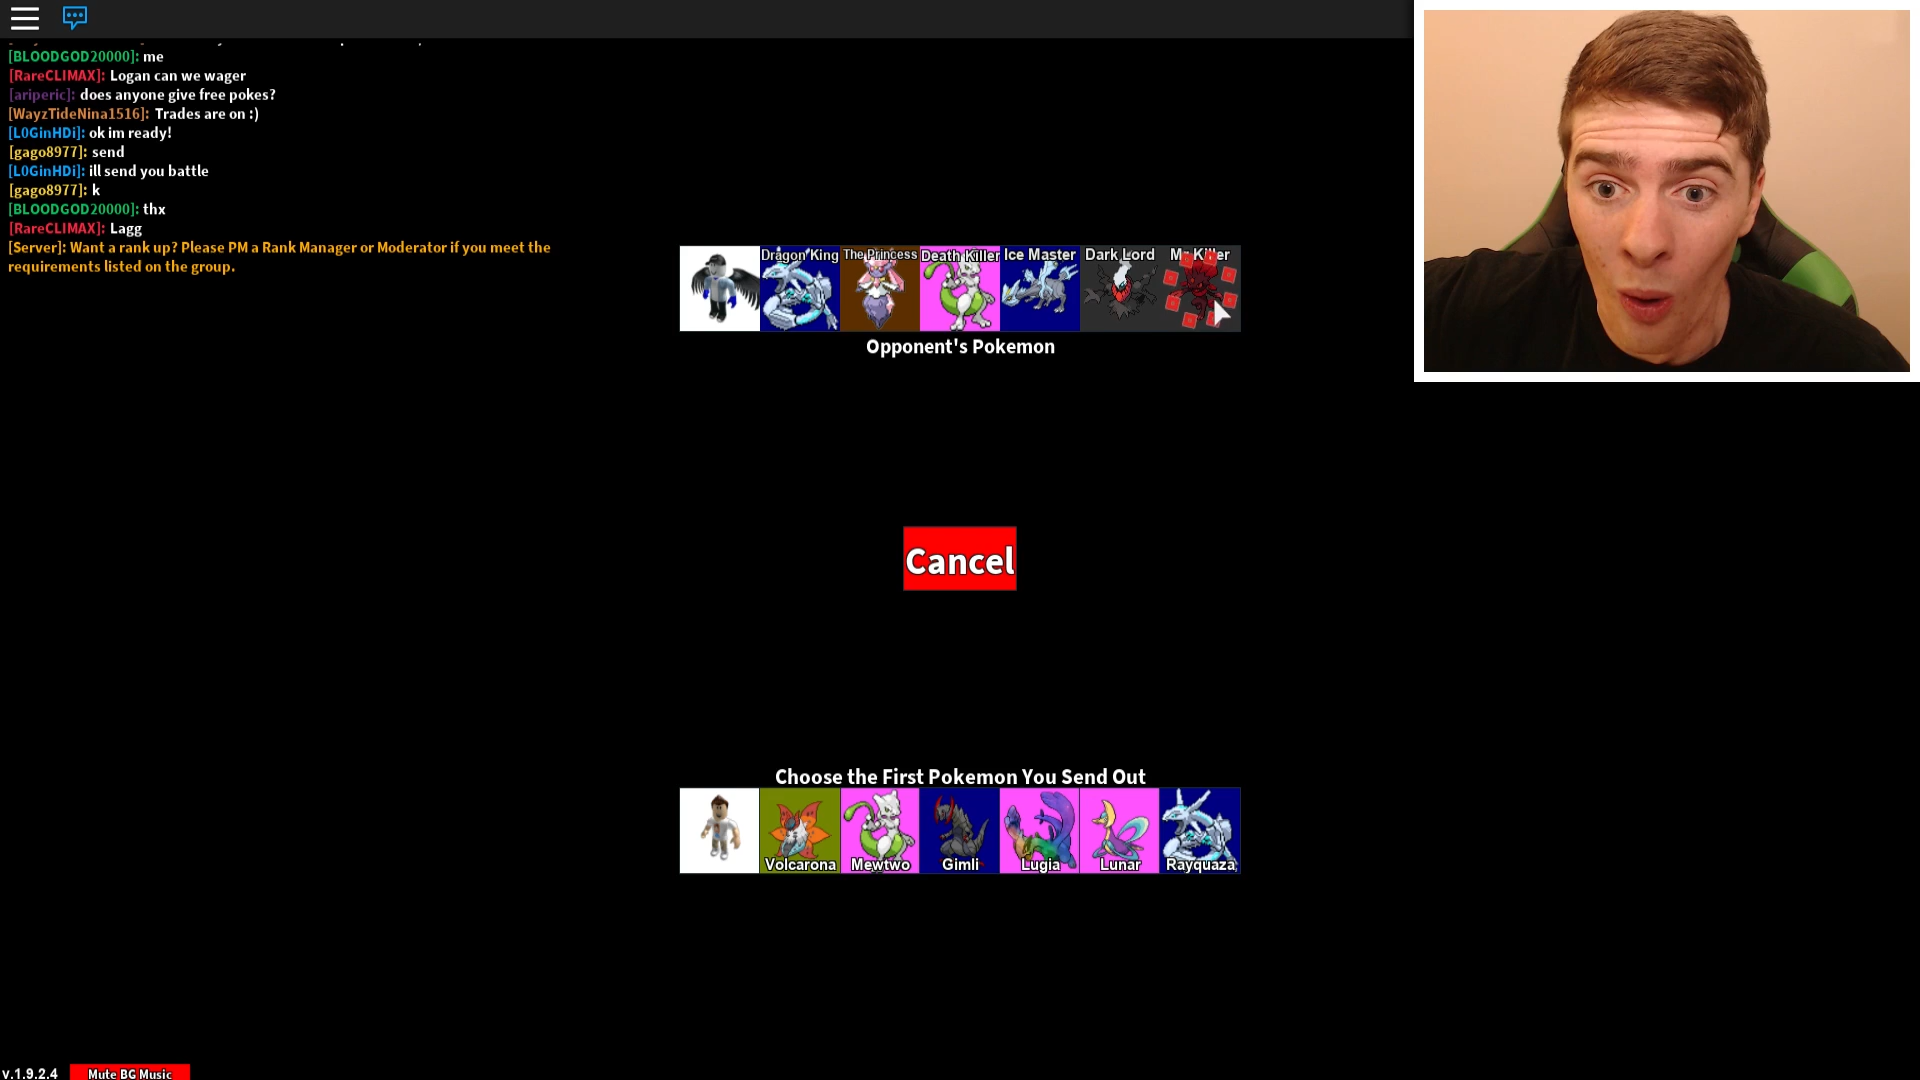 [BLOODGOD20000]: me
[RareCLIMAX]: Logan can we wager
[ariperic]: does anyone give free pokes?
[WayzTideNina1516]: Trades are on :)
[L0GinHDi]: ok im ready!
[gago8977]: send
[L0GinHDi]: ill send you battle
[gago8977]: k
[BLOODGOD20000]: thx
[RareCLIMAX]: Lagg
[Server]: Want a rank up? Please PM a Rank Manager or Moderator if you meet the
requirements listed on the group.
Dragon King The Princess Death Killer Ice Master Dark Lord Mr Killer
Opponent's Pokemon
Cancel
Choose the First Pokemon You Send Out
Volcarona Mewtwo Gimli Lugia Lunar Rayquaza
v.1.9.2.4 Mute BG Music